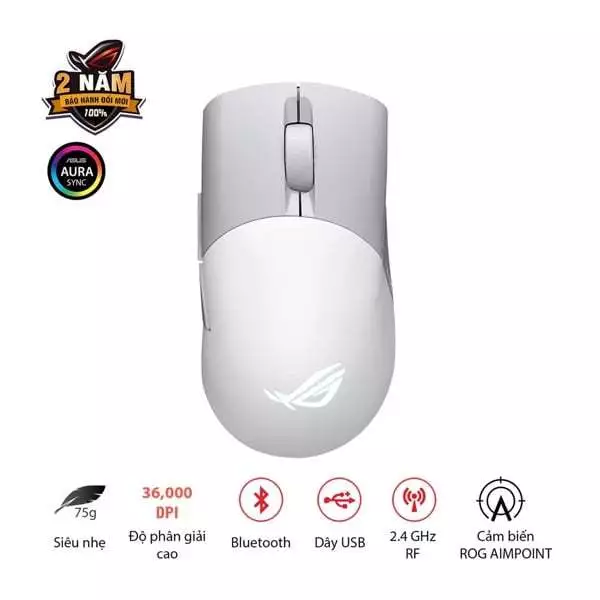 2 NĂM
BẢO HÀNH ĐỔI MỚI
100%
ASUS
AURA
SYNC
75g
Siêu nhẹ
36,000
DPI
Độ phân giải
cao
Bluetooth
Dây USB
2.4 GHz
RF
Cảm biến
ROG AIMPOINT